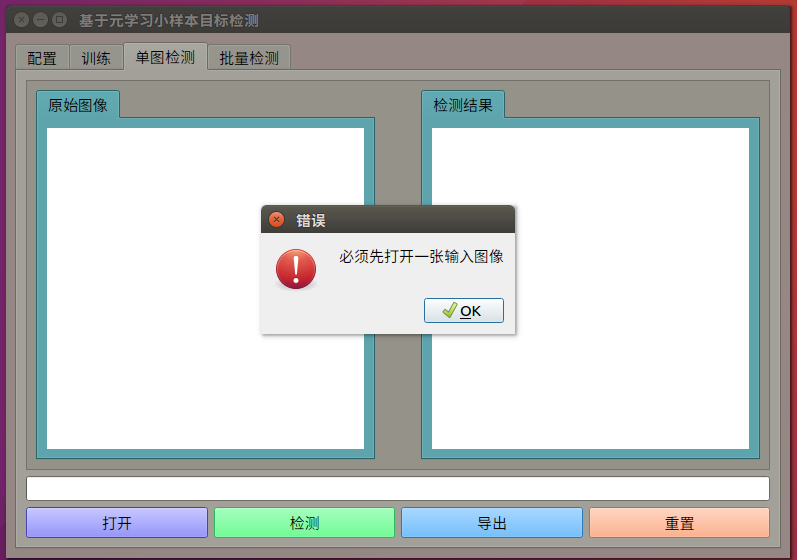 基于元学习小样本目标检测
配置 训练 单图检测 批量检测
原始图像 检测结果
错误
必须先打开一张输入图像
OK
打开 检测 导出 重置